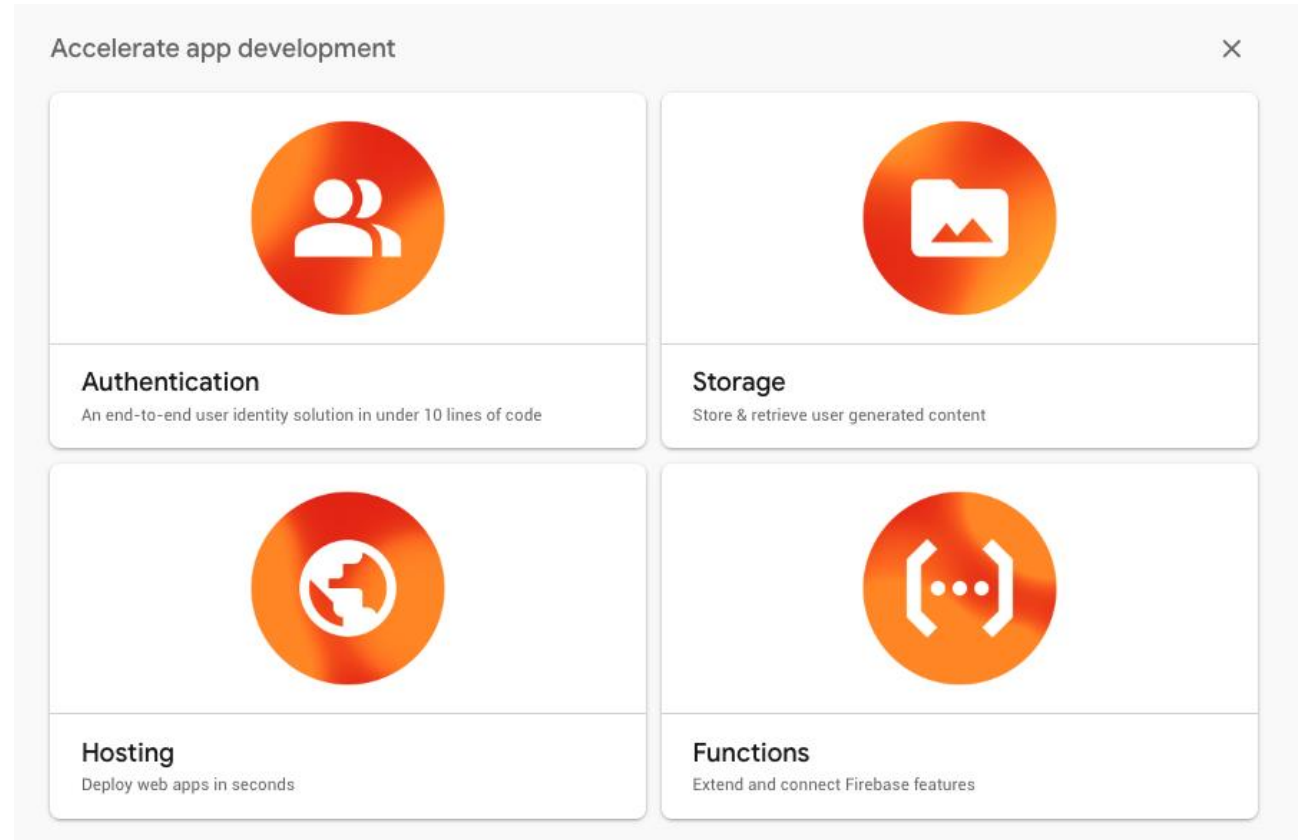 Accelerate app development
Authentication
An end-to-end user identity solution in under 10 lines of code
Storage
Store & retrieve user generated content
Hosting
Deploy web apps in seconds
Functions
Extend and connect Firebase features